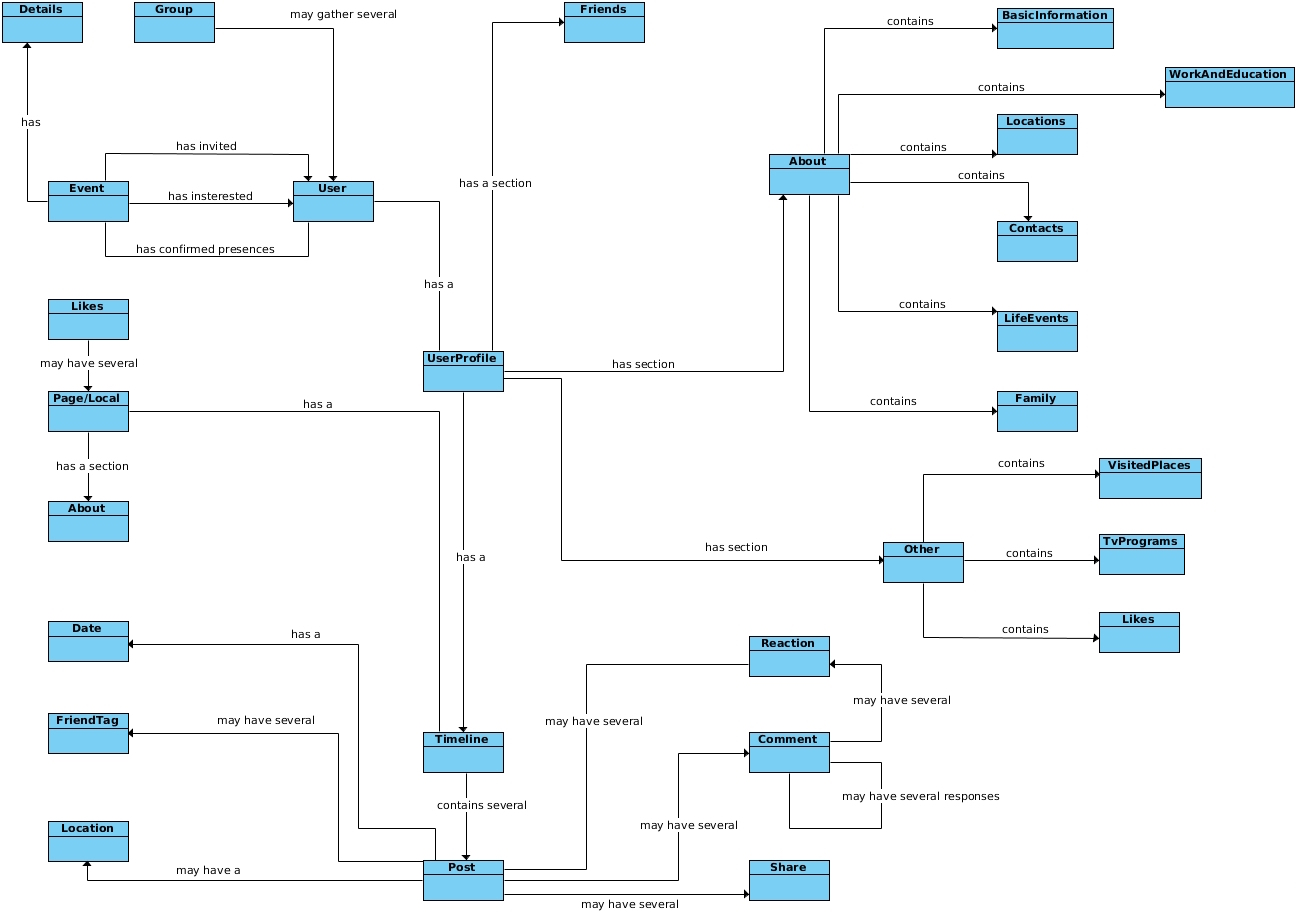 Details
Group
may gather several
Friends
contains
BasicInformation
contains
WorkAndEducation
has
Locations
has invited
contains
About
contains
has a section
Event
has insterested
User
Contacts
has confirmed presences
has a
Likes
contains
LifeEvents
may have several
UserProfile
has section
Page/Local
has a
contains
Family
has a section
contains
VisitedPlaces
About
Other
has section
has a
contains
TvPrograms
Date
has a
Likes
contains
Reaction
FriendTag
may have several
may have several
may have several
Timeline
Comment
contains several
may have several responses
Location
may have several
may have a
Post
Share
may have several